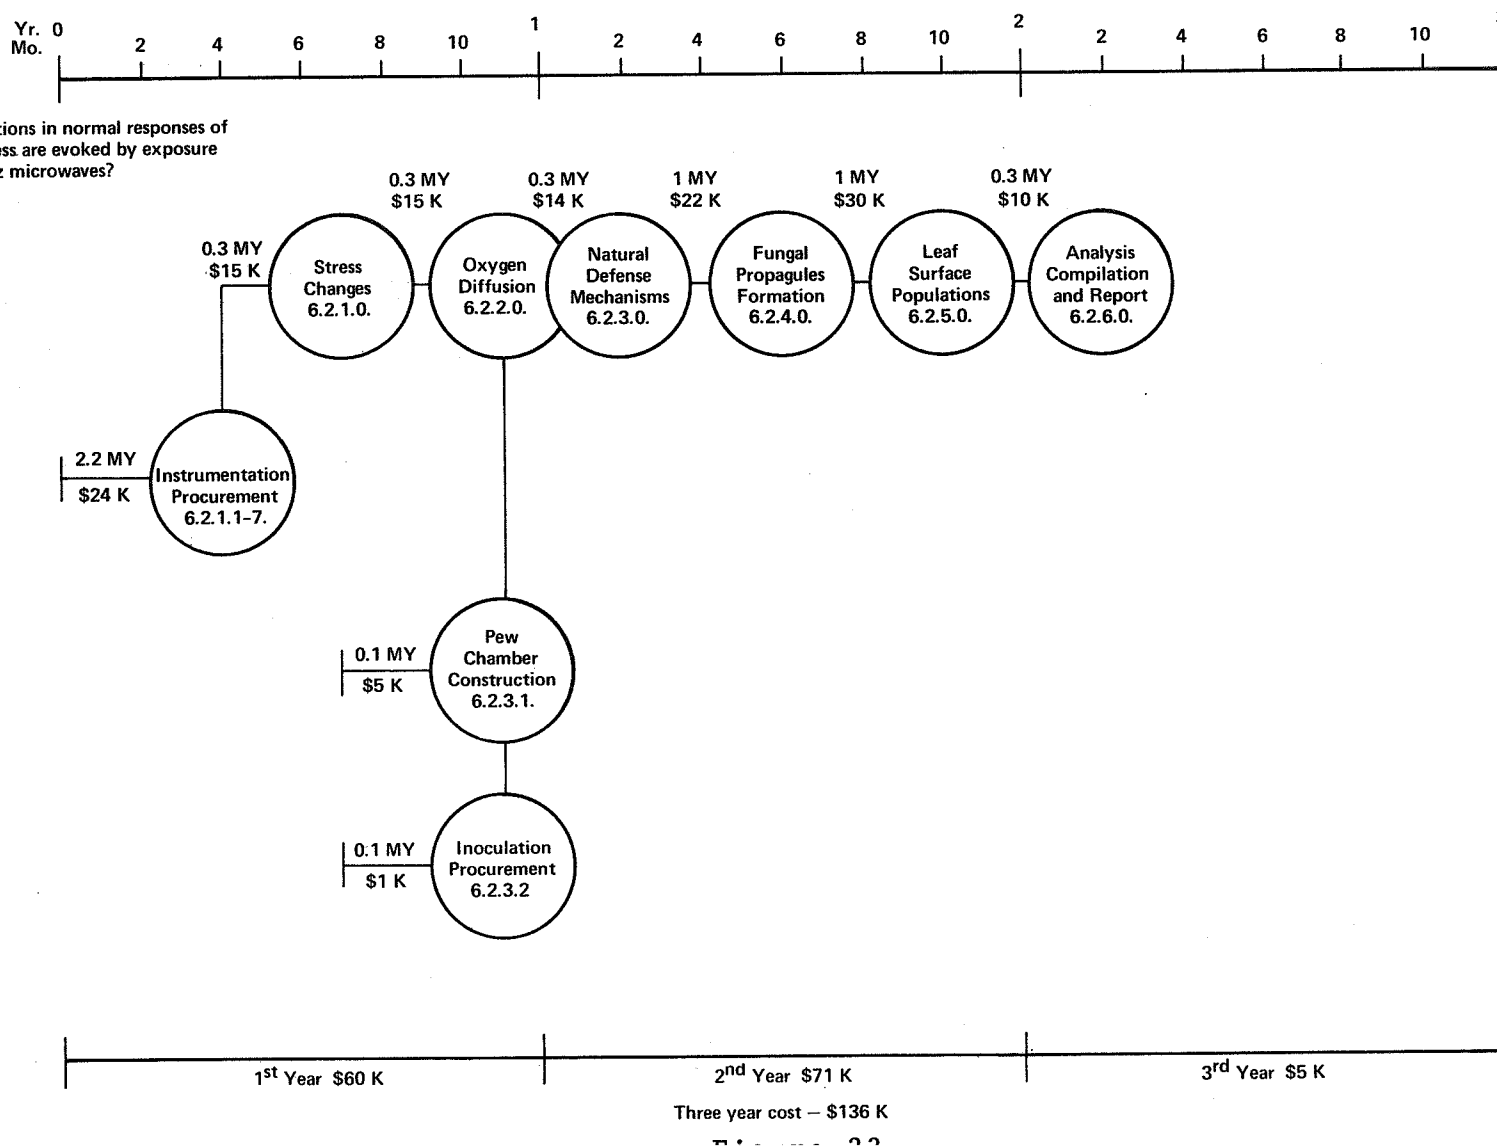 Yr. 0 1 2
Mo. 2 4 6 8 10 2 4 6 8 10 2 4 6 8 10
in normal responses of
are evoked by exposure
microwaves?
0.3 MY
$15 K
0.3 MY
$14 K
1 MY
$22 K
1 MY
$30 K
0.3 MY
$10 K
0.3 MY
$15 K
Stress
Changes
6.2.1.0.
Oxygen
Diffusion
6.2.2.0.
Natural
Defense
Mechanisms
6.2.3.0.
Fungal
Propagules
Formation
6.2.4.0.
Leaf
Surface
Populations
6.2.5.0.
Analysis
Compilation
and Report
6.2.6.0.
2.2 MY
$24 K
Instrumentation
Procurement
6.2.1.1-7.
0.1 MY
$5 K
Pew
Chamber
Construction
6.2.3.1.
0.1 MY
$1 K
Inoculation
Procurement
6.2.3.2
1st Year $60 K
2nd Year $71 K
3rd Year $5 K
Three year cost — $136 K